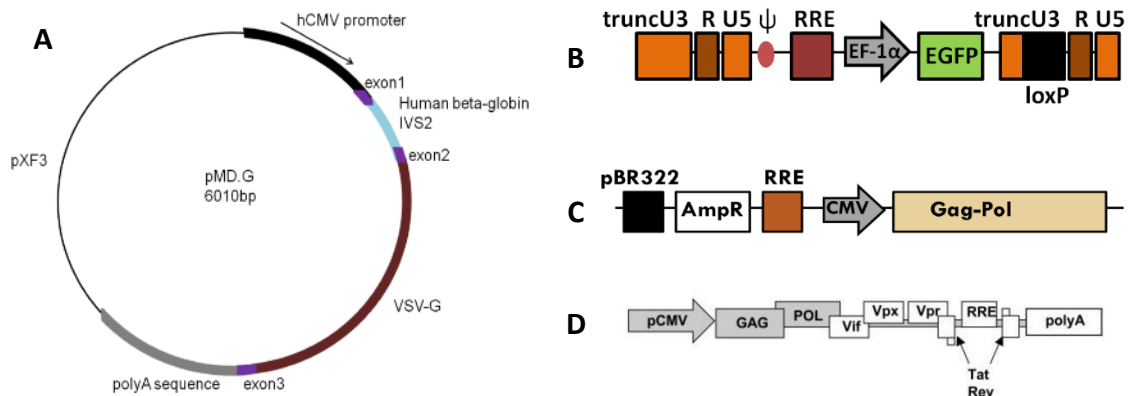 A
hCMV promoter
exon1
Human beta-globin
IVS2
exon2
pXF3
pMD.G
6010bp
VSV-G
polyA sequence
exon3
B
truncU3 R U5 ψ RRE
EF-1α
EGFP
truncU3 R U5
loxP
C
pBR322
AmpR
RRE
CMV
Gag-Pol
D
pCMV
GAG
POL
Vif
Vpx
Vpr
RRE
polyA
Tat
Rev